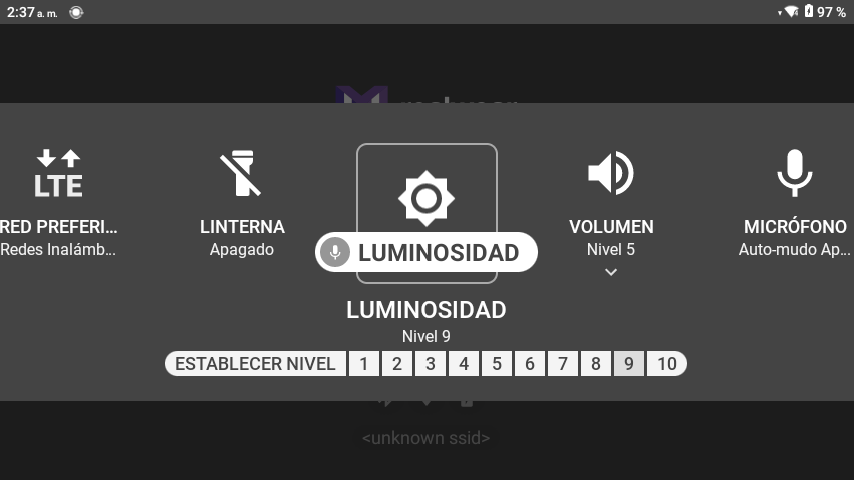 2:37 a. m.
97 %
LTE
RED PREFERI...
Redes Inalámb...
LINTERNA
Apagado
LUMINOSIDAD
VOLUMEN
Nivel 5
MICRÓFONO
Auto-mudo Ap...
LUMINOSIDAD
Nivel 9
ESTABLECER NIVEL 1 2 3 4 5 6 7 8 9 10
<unknown ssid>